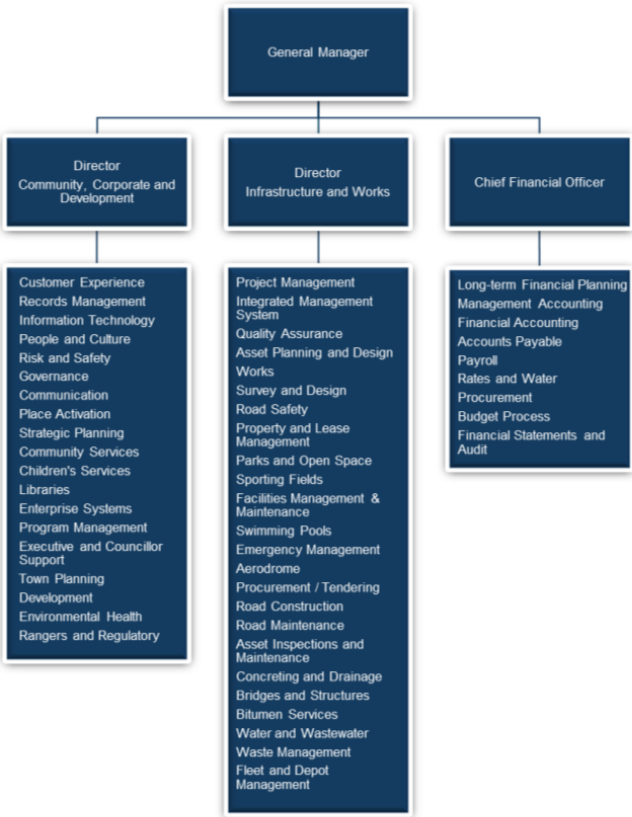 General Manager
Director
Community, Corporate and
Development
Director
Infrastructure and Works
Chief Financial Officer
Customer Experience
Records Management
Information Technology
People and Culture
Risk and Safety
Governance
Communication
Place Activation
Strategic Planning
Community Services
Children's Services
Libraries
Enterprise Systems
Program Management
Executive and Councillor
Support
Town Planning
Development
Environmental Health
Rangers and Regulatory
Project Management
Integrated Management
System
Quality Assurance
Asset Planning and Design
Works
Survey and Design
Road Safety
Property and Lease
Management
Parks and Open Space
Sporting Fields
Facilities Management &
Maintenance
Swimming Pools
Emergency Management
Aerodrome
Procurement / Tendering
Road Construction
Road Maintenance
Asset Inspections and
Maintenance
Concreting and Drainage
Bridges and Structures
Bitumen Services
Water and Wastewater
Waste Management
Fleet and Depot
Management
Long-term Financial Planning
Management Accounting
Financial Accounting
Accounts Payable
Payroll
Rates and Water
Procurement
Budget Process
Financial Statements and
Audit